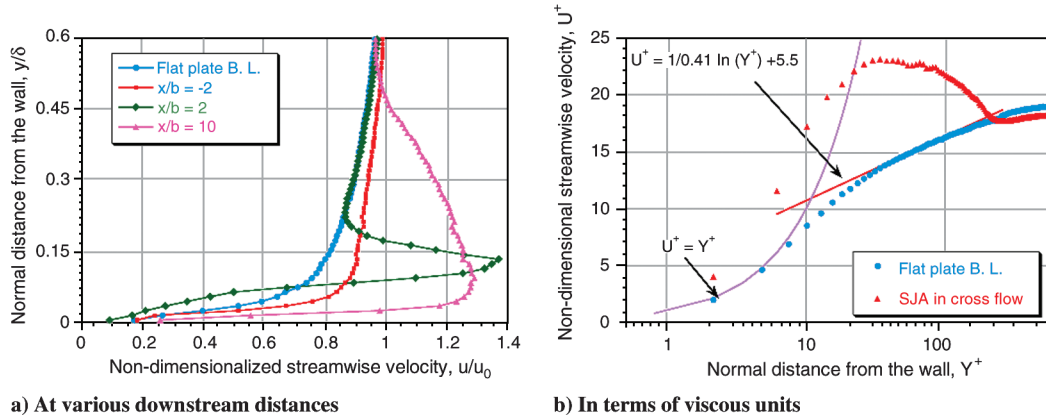 0.6
0.45
0.3
0.15
0
Normal distance from the wall, y/δ
Flat plate B. L.
x/b = -2
x/b = 2
x/b = 10
0 0.2 0.4 0.6 0.8 1 1.2 1.4
Non-dimensionalized streamwise velocity, u/u₀
a) At various downstream distances
25
20
15
10
5
0
Non-dimensional streamwise velocity, U⁺
U⁺ = 1/0.41 ln (Y⁺) +5.5
U⁺ = Y⁺
Flat plate B. L.
SJA in cross flow
1 10 100
Normal distance from the wall, Y⁺
b) In terms of viscous units